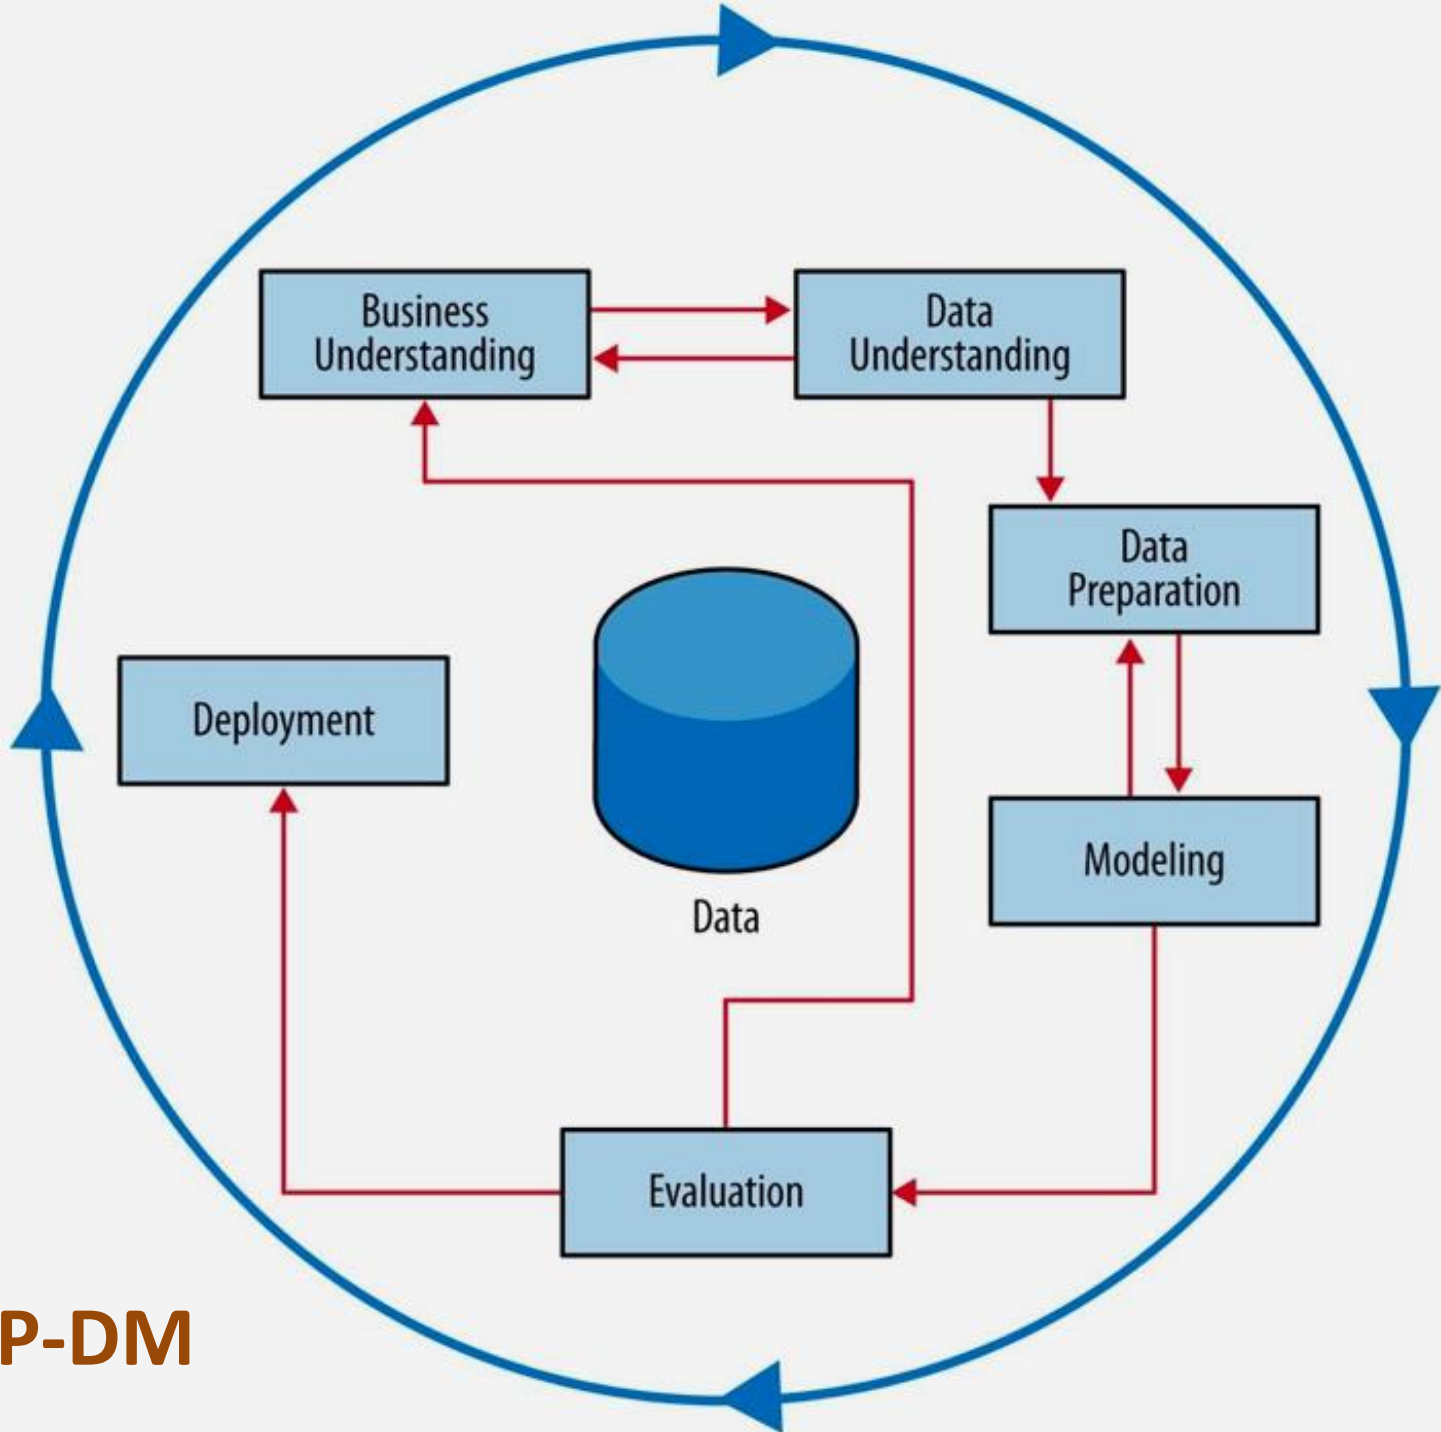 Business
Understanding
Data
Understanding
Data
Preparation
Deployment
Modeling
Data
Evaluation
P-DM